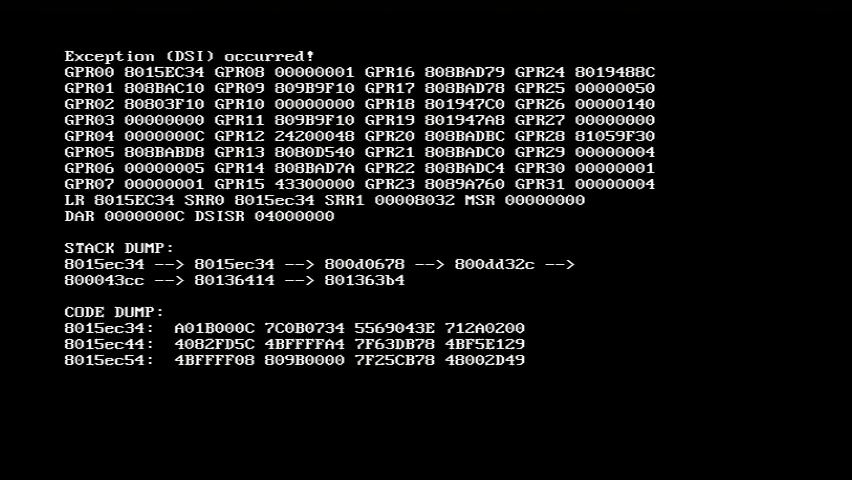 Exception (DSI) occurred!
GPR00 8015EC34 GPR08 00000001 GPR16 808BAD79 GPR24 8019488C
GPR01 808BAC10 GPR09 809B9F10 GPR17 808BAD78 GPR25 00000050
GPR02 80803F10 GPR10 00000000 GPR18 801947C0 GPR26 00000140
GPR03 00000000 GPR11 809B9F10 GPR19 801947A8 GPR27 00000000
GPR04 0000000C GPR12 24200048 GPR20 808BADBC GPR28 81059F30
GPR05 808BABD8 GPR13 8080D540 GPR21 808BADC0 GPR29 00000004
GPR06 00000005 GPR14 808BAD7A GPR22 808BADC4 GPR30 00000001
GPR07 00000001 GPR15 43300000 GPR23 8089A760 GPR31 00000004
LR 8015EC34 SRR0 8015ec34 SRR1 00008032 MSR 00000000
DAR 0000000C DSISR 04000000
STACK DUMP:
8015ec34 --> 8015ec34 --> 800d0678 --> 800dd32c -->
800043cc --> 80136414 --> 801363b4
CODE DUMP:
8015ec34: A01B000C 7C0B0734 5569043E 712A0200
8015ec44: 4082FD5C 4BFFFFA4 7F63DB78 4BF5E129
8015ec54: 4BFFFF08 809B0000 7F25CB78 48002D49